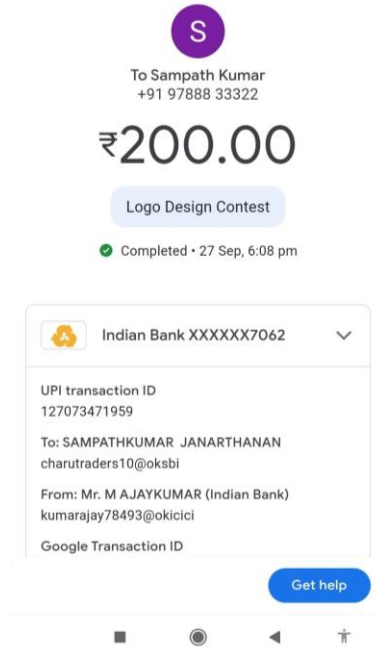 S
To Sampath Kumar
+91 97888 33322
₹200.00
Logo Design Contest
Completed • 27 Sep, 6:08 pm
Indian Bank XXXXXX7062
UPI transaction ID
127073471959
To: SAMPATHKUMAR JANARTHANAN
charutraders10@oksbi
From: Mr. M AJAYKUMAR (Indian Bank)
kumarajay78493@okicici
Google Transaction ID
Get help